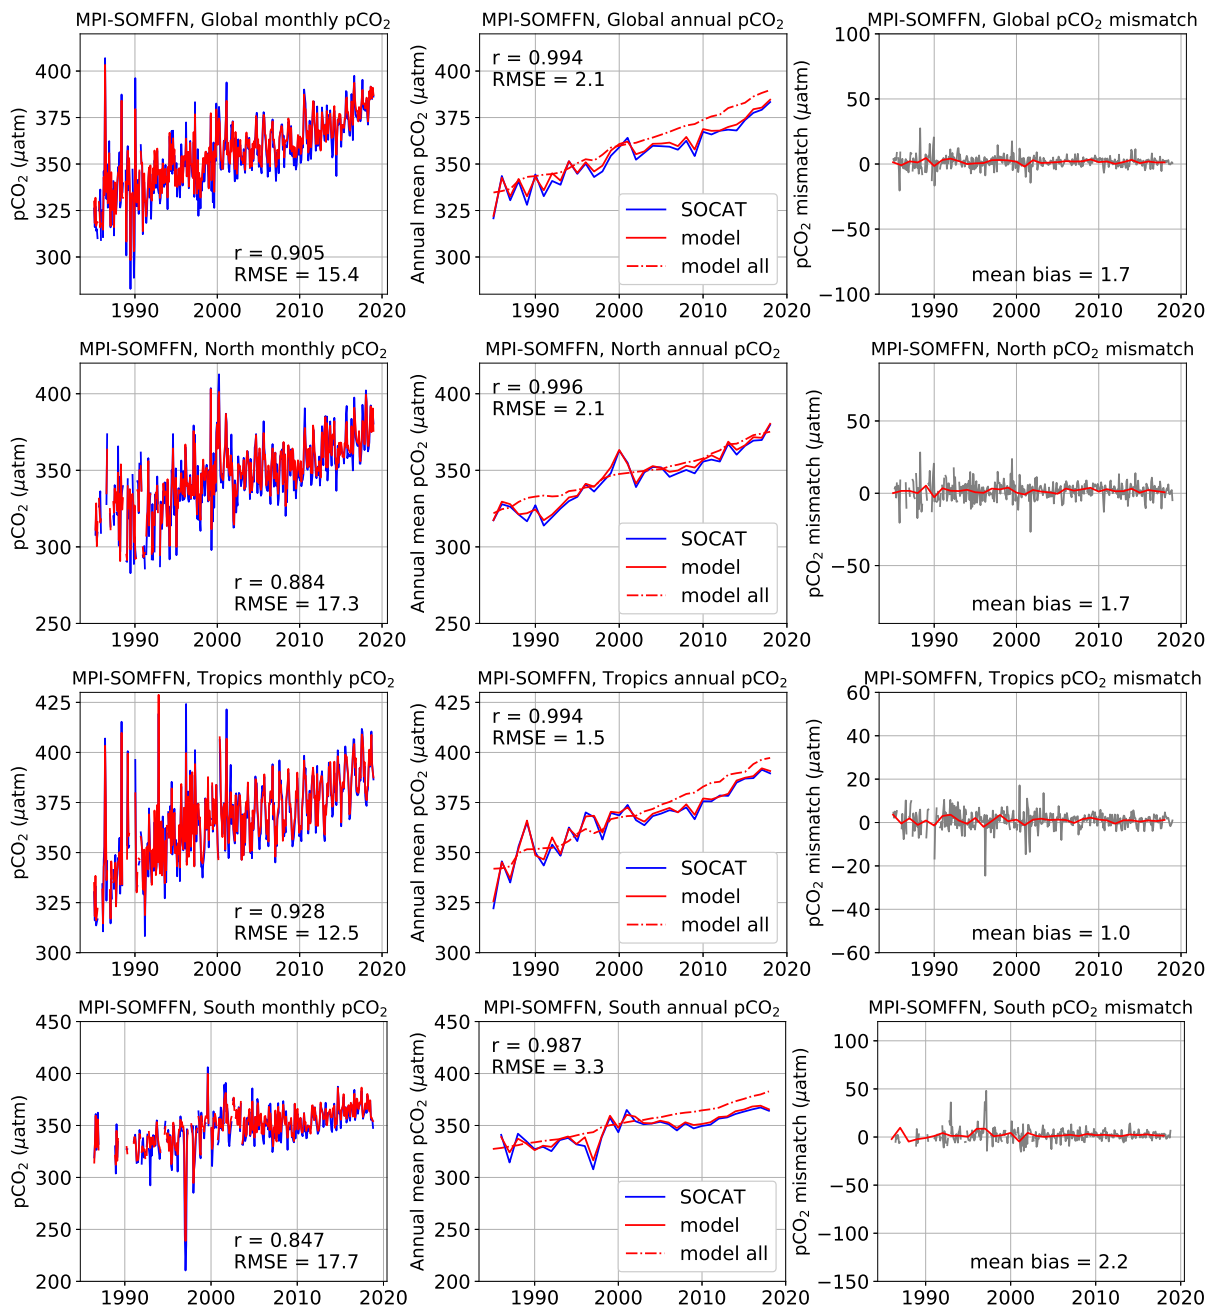 MPI-SOMFFN, Global monthly pCO₂
pCO₂ (μatm)
400
375
350
325
300
r = 0.905
RMSE = 15.4
1990 2000 2010 2020
MPI-SOMFFN, Global annual pCO₂
Annual mean pCO₂ (μatm)
400
375
350
325
300
r = 0.994
RMSE = 2.1
SOCAT
model
model all
1990 2000 2010 2020
MPI-SOMFFN, Global pCO₂ mismatch
pCO₂ mismatch (μatm)
100
50
0
−50
−100
mean bias = 1.7
1990 2000 2010 2020
MPI-SOMFFN, North monthly pCO₂
pCO₂ (μatm)
400
350
300
250
r = 0.884
RMSE = 17.3
1990 2000 2010 2020
MPI-SOMFFN, North annual pCO₂
Annual mean pCO₂ (μatm)
400
350
300
250
r = 0.996
RMSE = 2.1
SOCAT
model
model all
1990 2000 2010 2020
MPI-SOMFFN, North pCO₂ mismatch
pCO₂ mismatch (μatm)
50
0
−50
mean bias = 1.7
1990 2000 2010 2020
MPI-SOMFFN, Tropics monthly pCO₂
pCO₂ (μatm)
425
400
375
350
325
300
r = 0.928
RMSE = 12.5
1990 2000 2010 2020
MPI-SOMFFN, Tropics annual pCO₂
Annual mean pCO₂ (μatm)
425
400
375
350
325
300
r = 0.994
RMSE = 1.5
SOCAT
model
model all
1990 2000 2010 2020
MPI-SOMFFN, Tropics pCO₂ mismatch
pCO₂ mismatch (μatm)
60
40
20
0
−20
−40
−60
mean bias = 1.0
1990 2000 2010 2020
MPI-SOMFFN, South monthly pCO₂
pCO₂ (μatm)
450
400
350
300
250
200
r = 0.847
RMSE = 17.7
1990 2000 2010 2020
MPI-SOMFFN, South annual pCO₂
Annual mean pCO₂ (μatm)
450
400
350
300
250
200
r = 0.987
RMSE = 3.3
SOCAT
model
model all
1990 2000 2010 2020
MPI-SOMFFN, South pCO₂ mismatch
pCO₂ mismatch (μatm)
100
50
0
−50
−100
−150
mean bias = 2.2
1990 2000 2010 2020